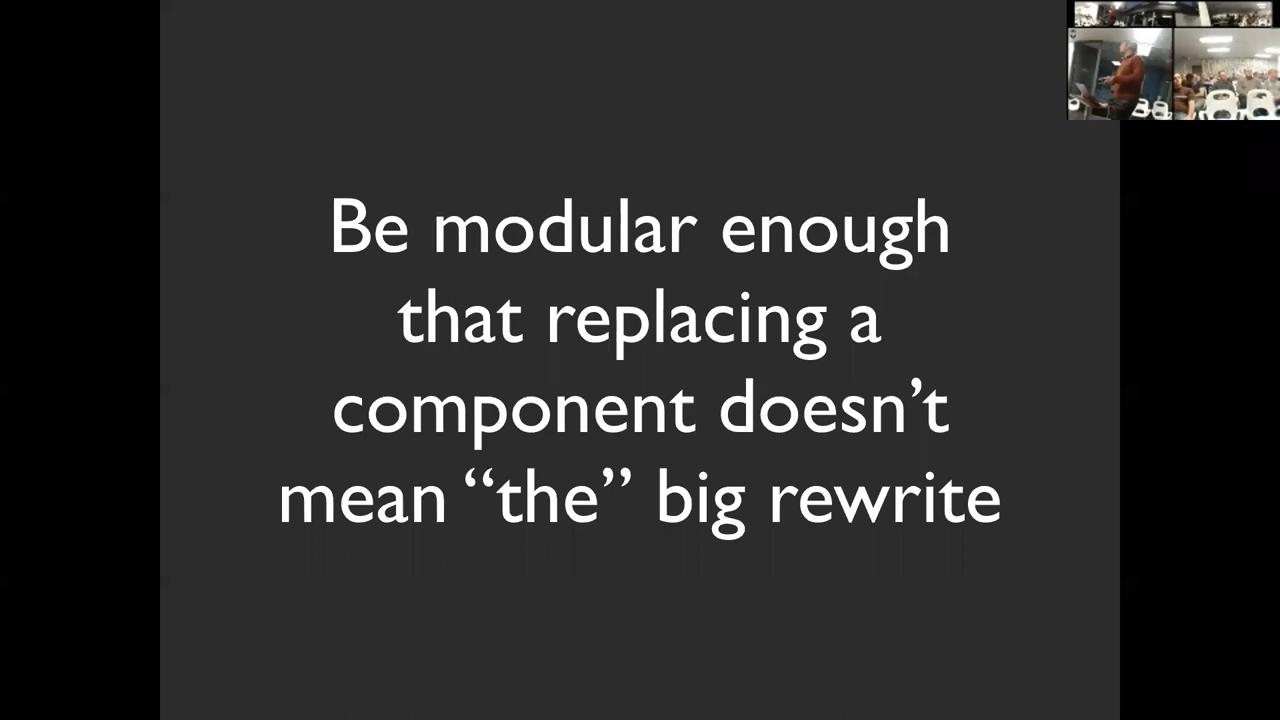 Be modular enough
that replacing a
component doesn’t
mean “the” big rewrite